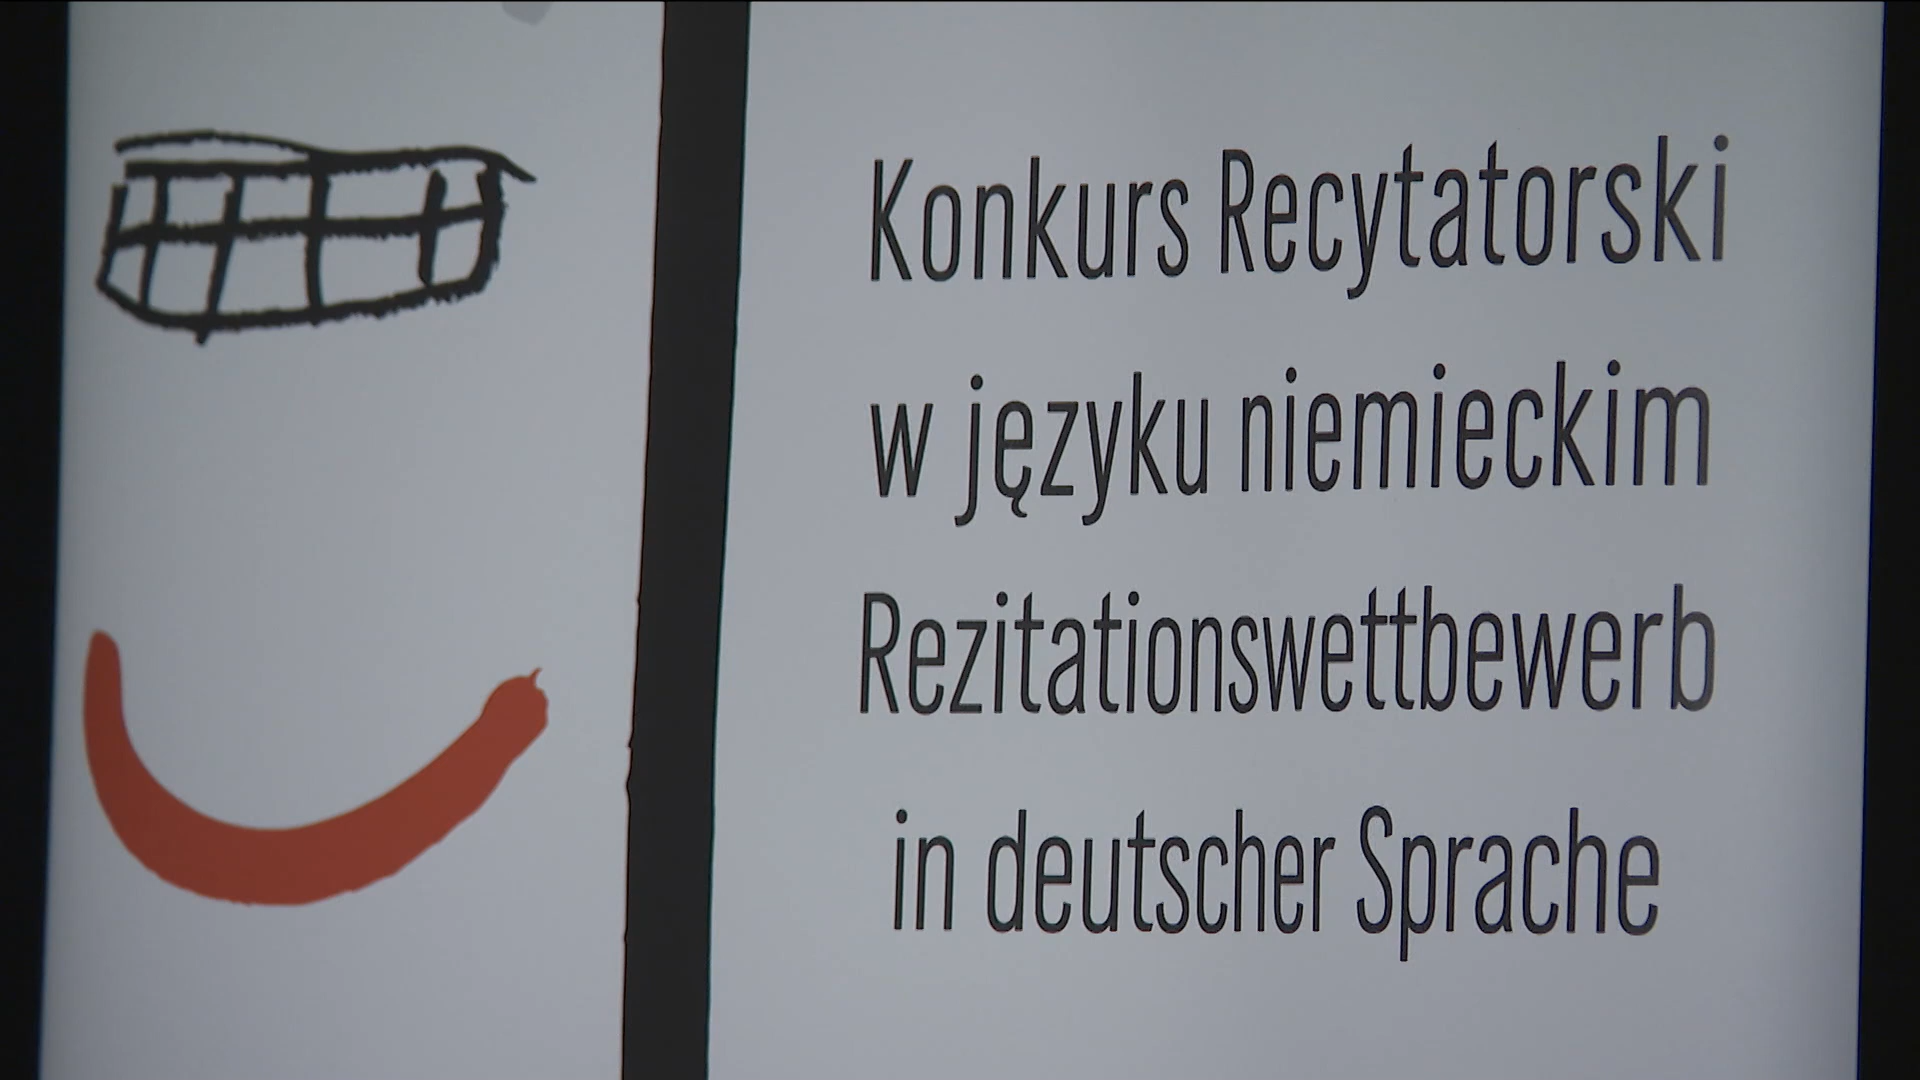 Konkurs Recytatorski
w języku niemieckim
Rezitationswettbewerb
in deutscher Sprache